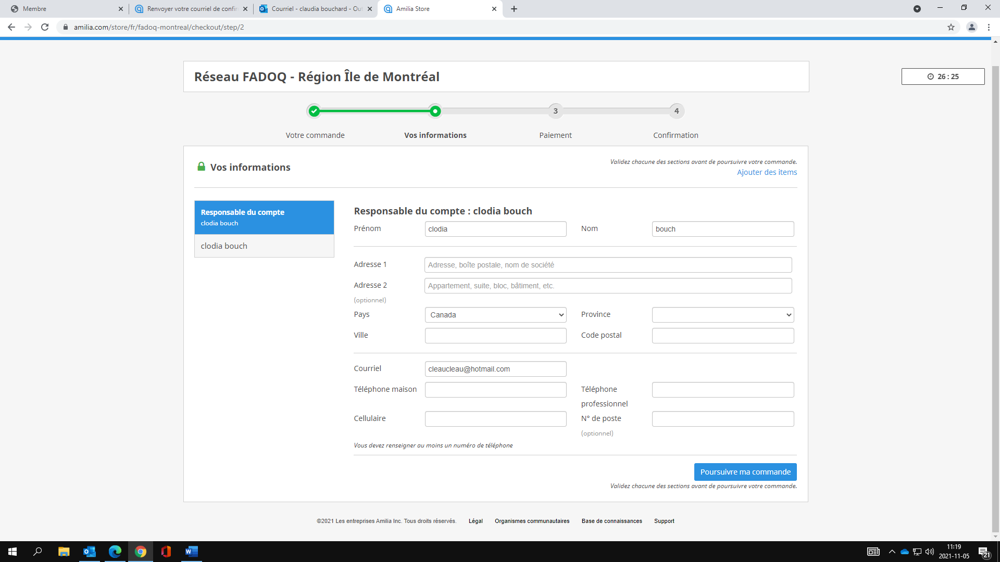 Membre
Renvoyer votre courriel de confir
Courriel - claudia bouchard - Out
Amilia Store
amilia.com/store/fr/fadoq-montreal/checkout/step/2
Réseau FADOQ - Région Île de Montréal
26 : 25
3
4
Votre commande
Vos informations
Paiement
Confirmation
Vos informations
Validez chacune des sections avant de poursuivre votre commande.
Ajouter des items
Responsable du compte
clodia bouch
clodia bouch
Responsable du compte : clodia bouch
Prénom
clodia
Nom
bouch
Adresse 1
Adresse, boîte postale, nom de société
Adresse 2
Appartement, suite, bloc, bâtiment, etc.
(optionnel)
Pays
Canada
Province
Ville
Code postal
Courriel
cleaucleau@hotmail.com
Téléphone maison
Téléphone
professionnel
Cellulaire
N° de poste
(optionnel)
Vous devez renseigner au moins un numéro de téléphone
Poursuivre ma commande
Validez chacune des sections avant de poursuivre votre commande.
©2021 Les entreprises Amilia Inc. Tous droits réservés.
Légal
Organismes communautaires
Base de connaissances
Support
11:19
2021-11-05
21